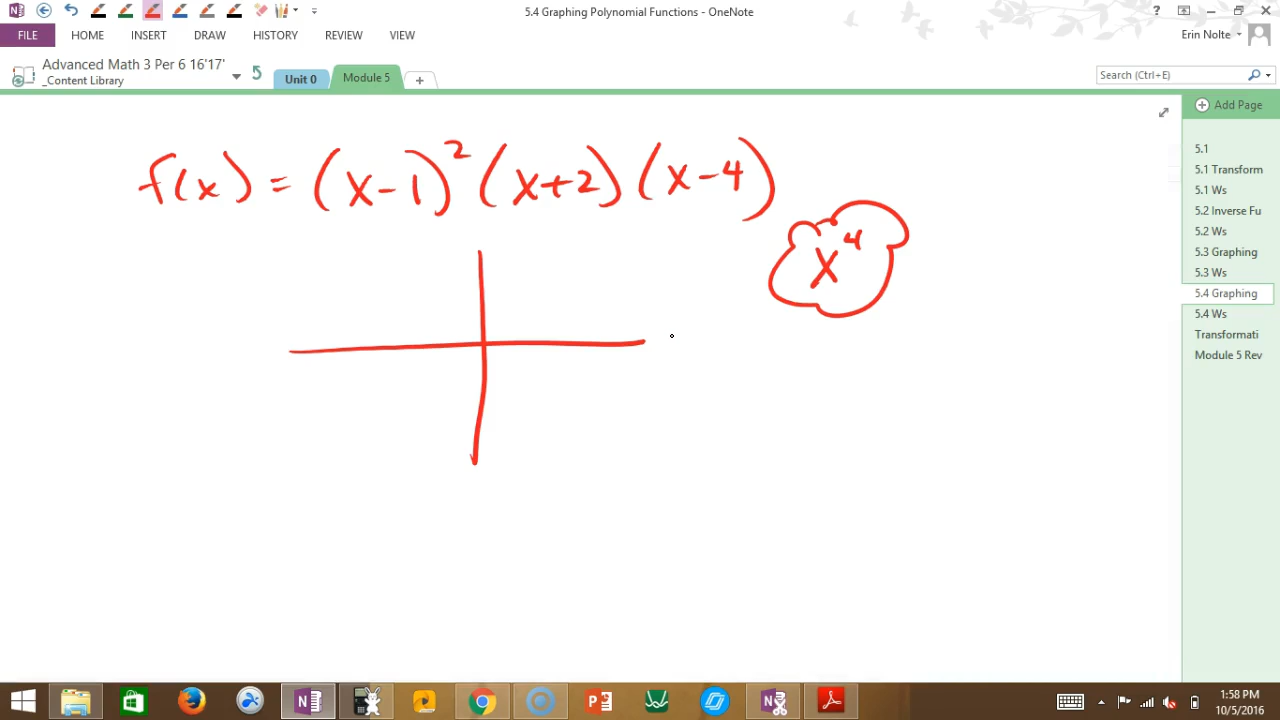 5.4 Graphing Polynomial Functions - OneNote
FILE HOME INSERT DRAW HISTORY REVIEW VIEW
Erin Nolte
Advanced Math 3 Per 6 16'17'
_Content Library
Unit 0
Module 5
Search (Ctrl+E)
Add Page
5.1
5.1 Transform
5.1 Ws
5.2 Inverse Fu
5.2 Ws
5.3 Graphing
5.3 Ws
5.4 Graphing
5.4 Ws
Transformati
Module 5 Rev
f(x) = (x-1)² (x+2)(x-4)
x⁴
1:58 PM
10/5/2016